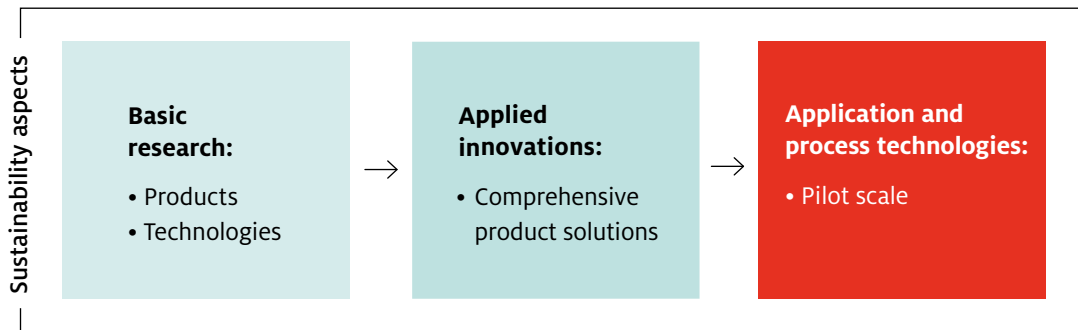 Sustainability aspects
Basic
research:
• Products
• Technologies
Applied
innovations:
• Comprehensive
product solutions
Application and
process technologies:
• Pilot scale